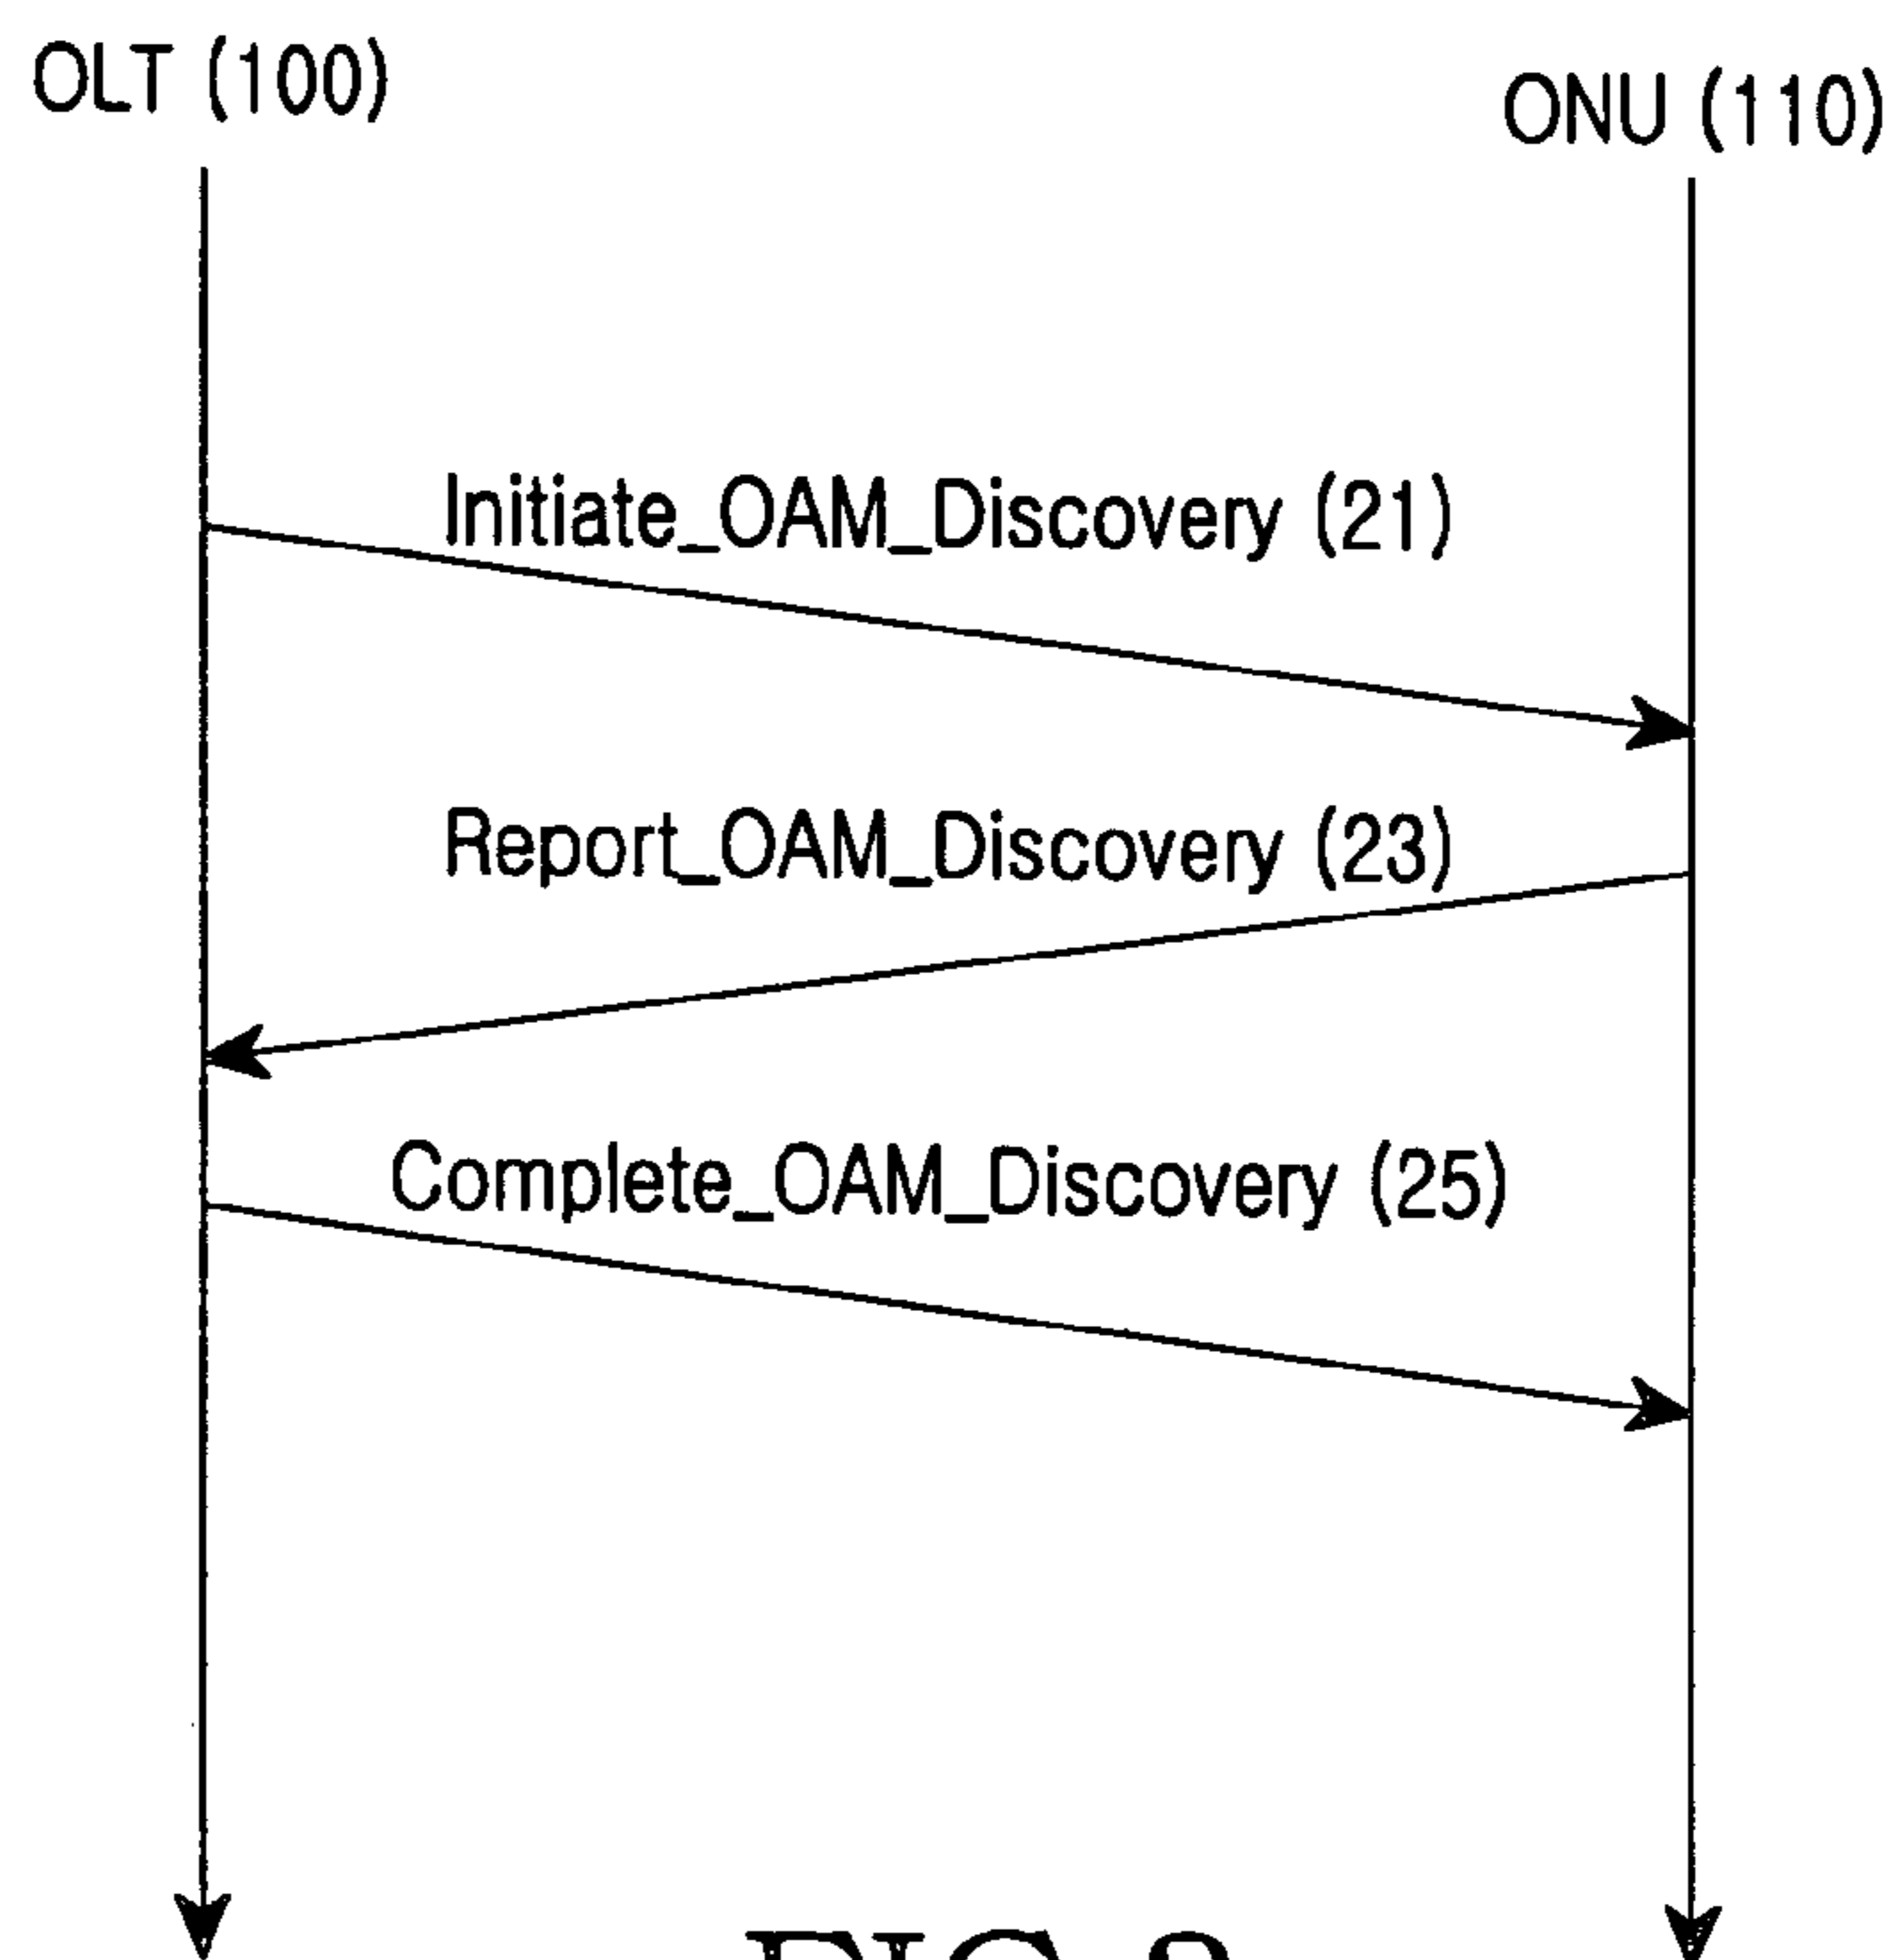 OLT (100)
ONU (110)
Initiate_OAM_Discovery (21)
Report_OAM_Discovery (23)
Complete_OAM_Discovery (25)